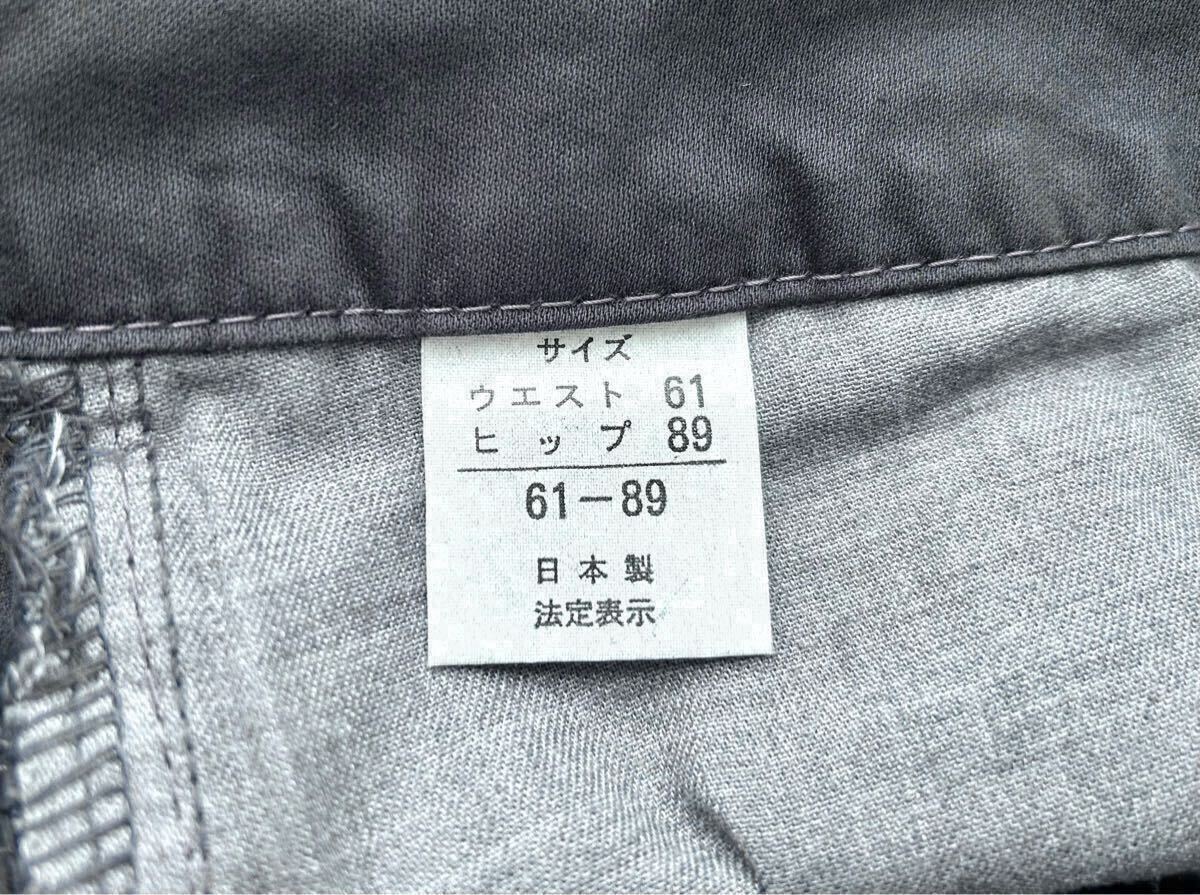 サイズ
ウエスト 61
ヒップ 89
61-89
日本製
法定表示